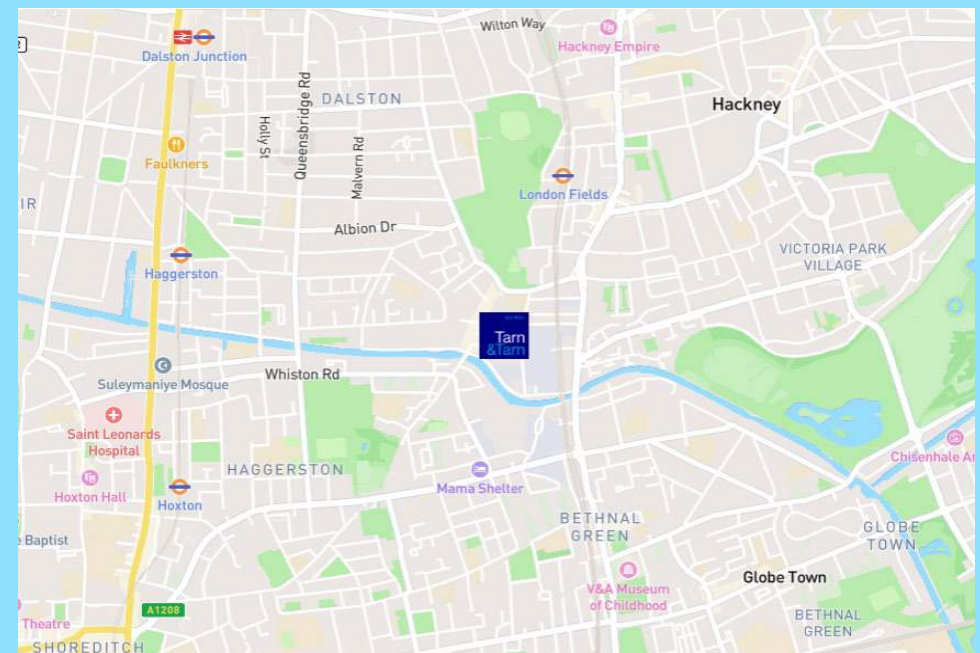 Wilton Way
Hackney Empire
Dalston Junction
DALSTON
Queensbridge Rd
Holly St
Malvern Rd
Hackney
Faulkners
London Fields
IR
Albion Dr
VICTORIA PARK
VILLAGE
Haggerston
Tarn
&Tarn
Whiston Rd
Suleymaniye Mosque
Saint Leonards
Hospital
HAGGERSTON
Mama Shelter
Chisenhale Ar
Hoxton Hall
Hoxton
BETHNAL
GREEN
GLOBE
TOWN
e Baptist
V&A Museum
of Childhood
Globe Town
A1208
Theatre
BETHNAL
GREEN
SHOREDITCH